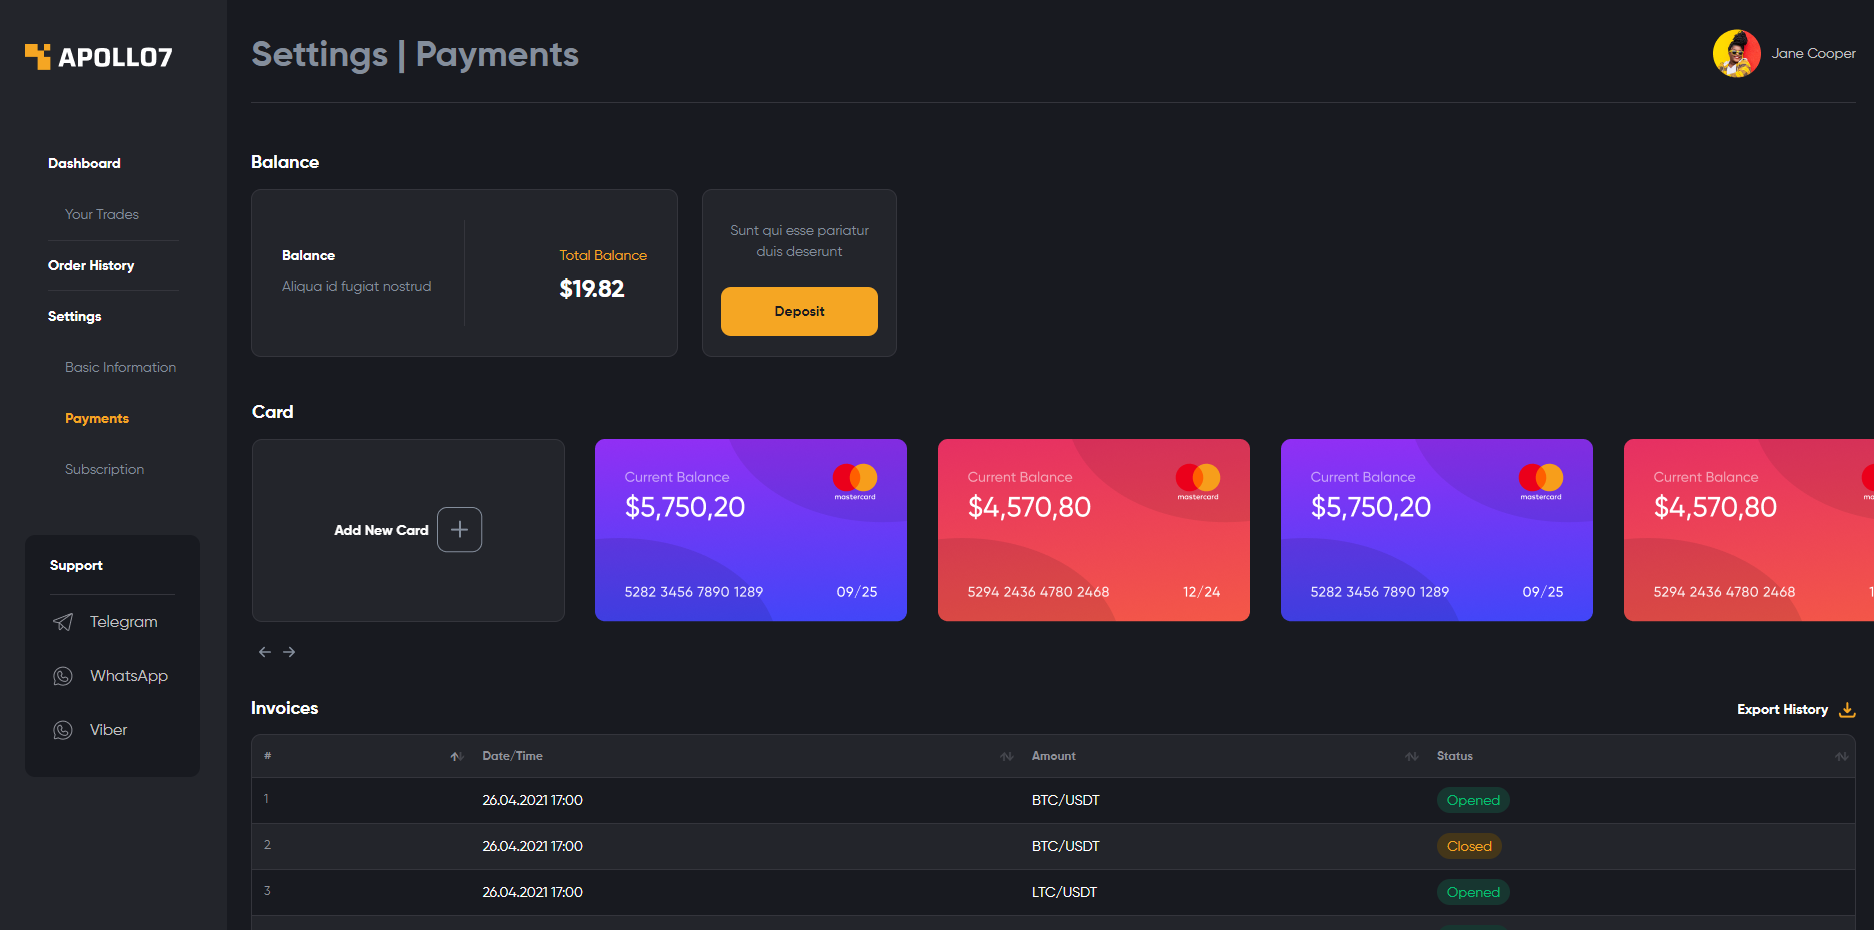 APOLLO7
Settings | Payments
Jane Cooper
Dashboard
Your Trades
Order History
Settings
Basic Information
Payments
Subscription
Support
Telegram
WhatsApp
Viber
Balance
Balance
Aliqua id fugiat nostrud
Total Balance
$19.82
Sunt qui esse pariatur
duis deserunt
Deposit
Card
Add New Card
Current Balance
$5,750,20
mastercard
5282 3456 7890 1289 09/25
Current Balance
$4,570,80
mastercard
5294 2436 4780 2468 12/24
Current Balance
$5,750,20
mastercard
5282 3456 7890 1289 09/25
Current Balance
$4,570,80
5294 2436 4780 2468
Invoices
Export History
# Date/Time Amount Status
1 26.04.2021 17:00 BTC/USDT Opened
2 26.04.2021 17:00 BTC/USDT Closed
3 26.04.2021 17:00 LTC/USDT Opened